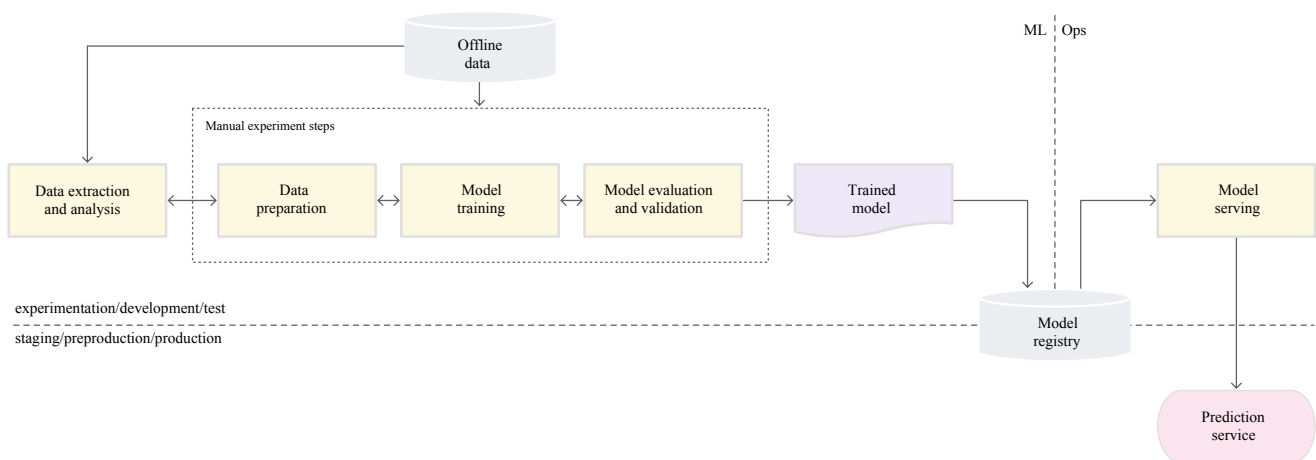 Offline
data
ML
Ops
Manual experiment steps
Data extraction
and analysis
Data
preparation
Model
training
Model evaluation
and validation
Trained
model
Model
serving
experimentation/development/test
staging/preproduction/production
Model
registry
Prediction
service